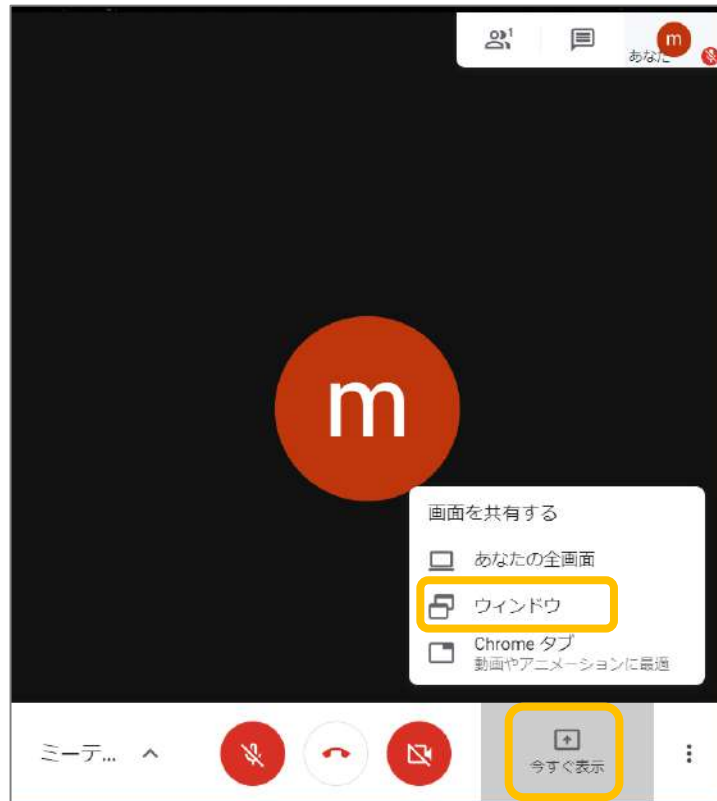 1
m
あなた
m
画面を共有する
あなたの全画面
ウィンドウ
Chrome タブ
動画やアニメーションに最適
ミーテ...
今すぐ表示